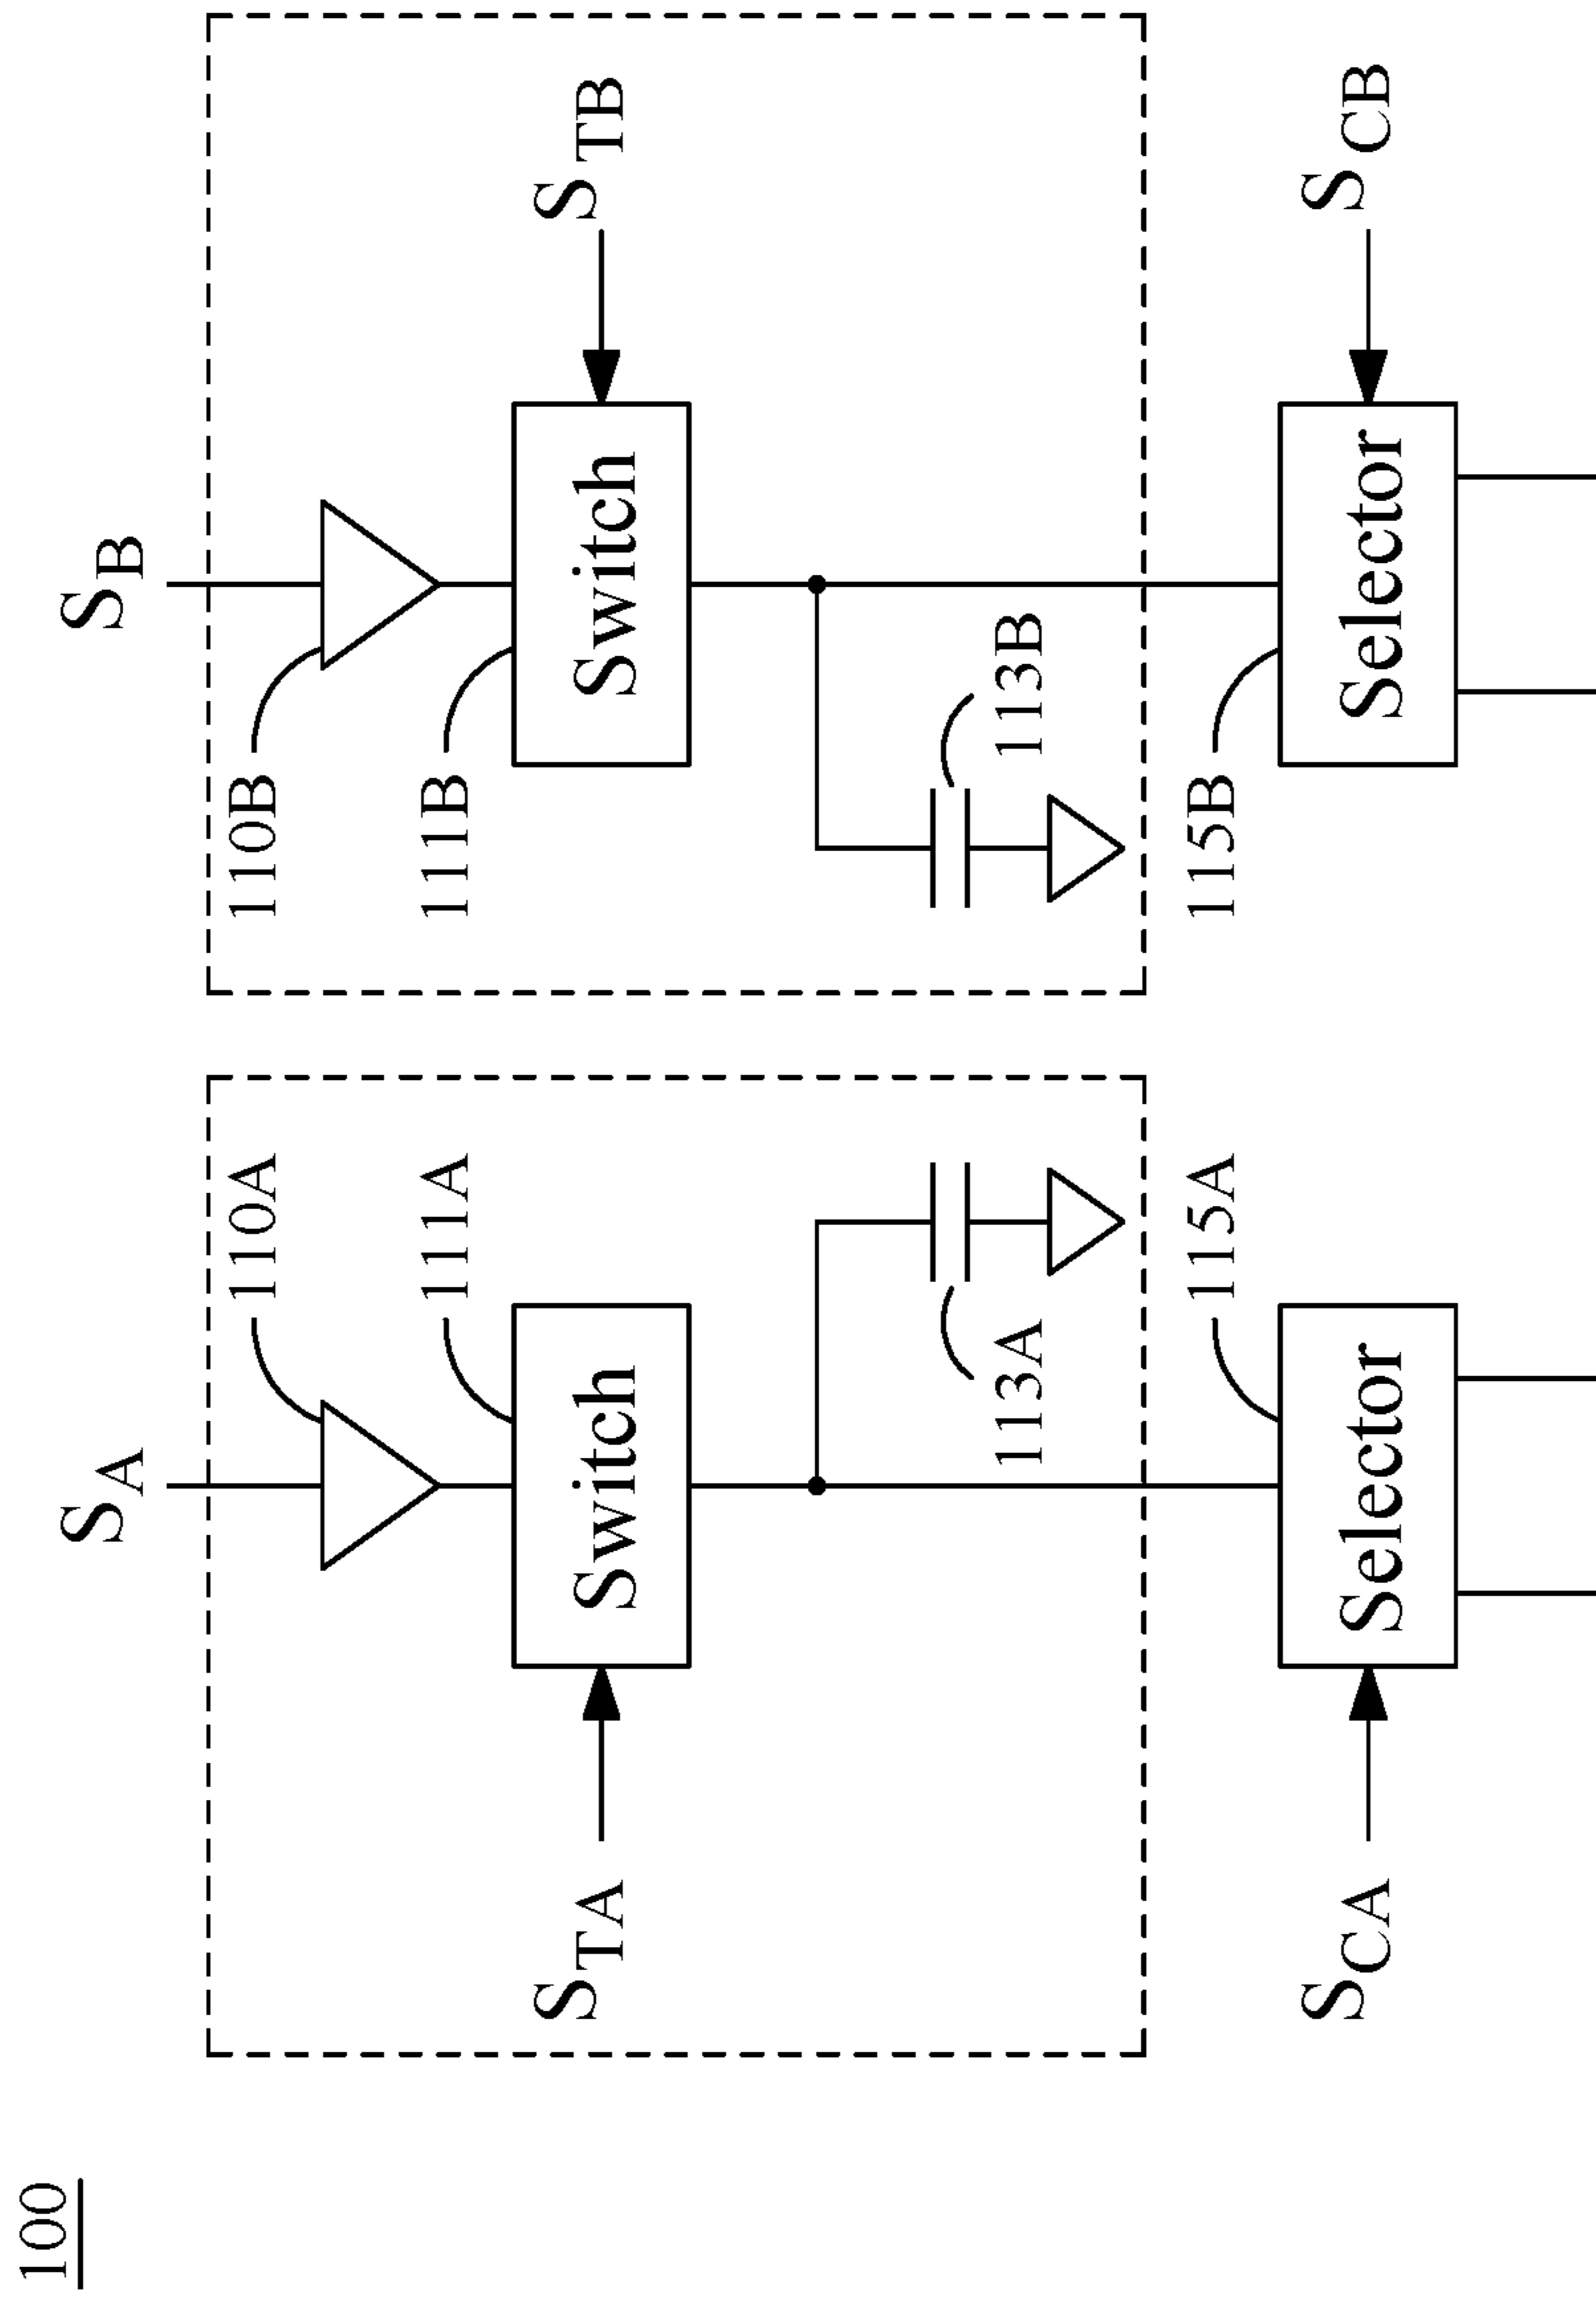 100
S_A
110A
111A
Switch
S_TA
113A
115A
Selector
S_CA
S_B
110B
111B
Switch
S_TB
113B
115B
Selector
S_CB